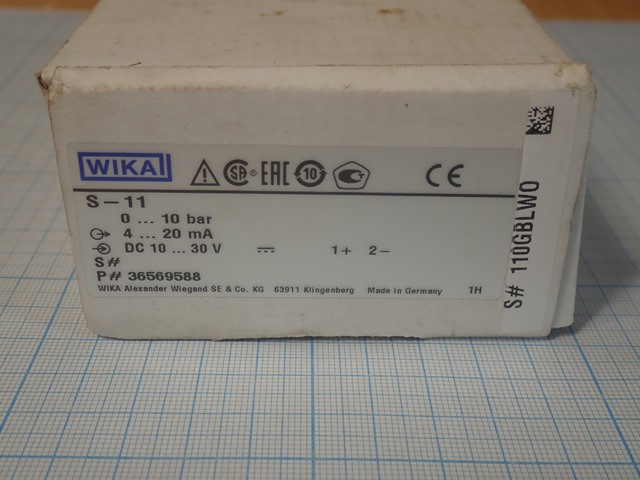 WIKA
S-11
0 ... 10 bar
4 ... 20 mA
DC 10 ... 30 V 1+ 2-
S#
P# 36569588
WIKA Alexander Wiegand SE & Co. KG 63911 Klingenberg Made in Germany 1H
SA ® EAC 10 CE
S# 110GBLWO